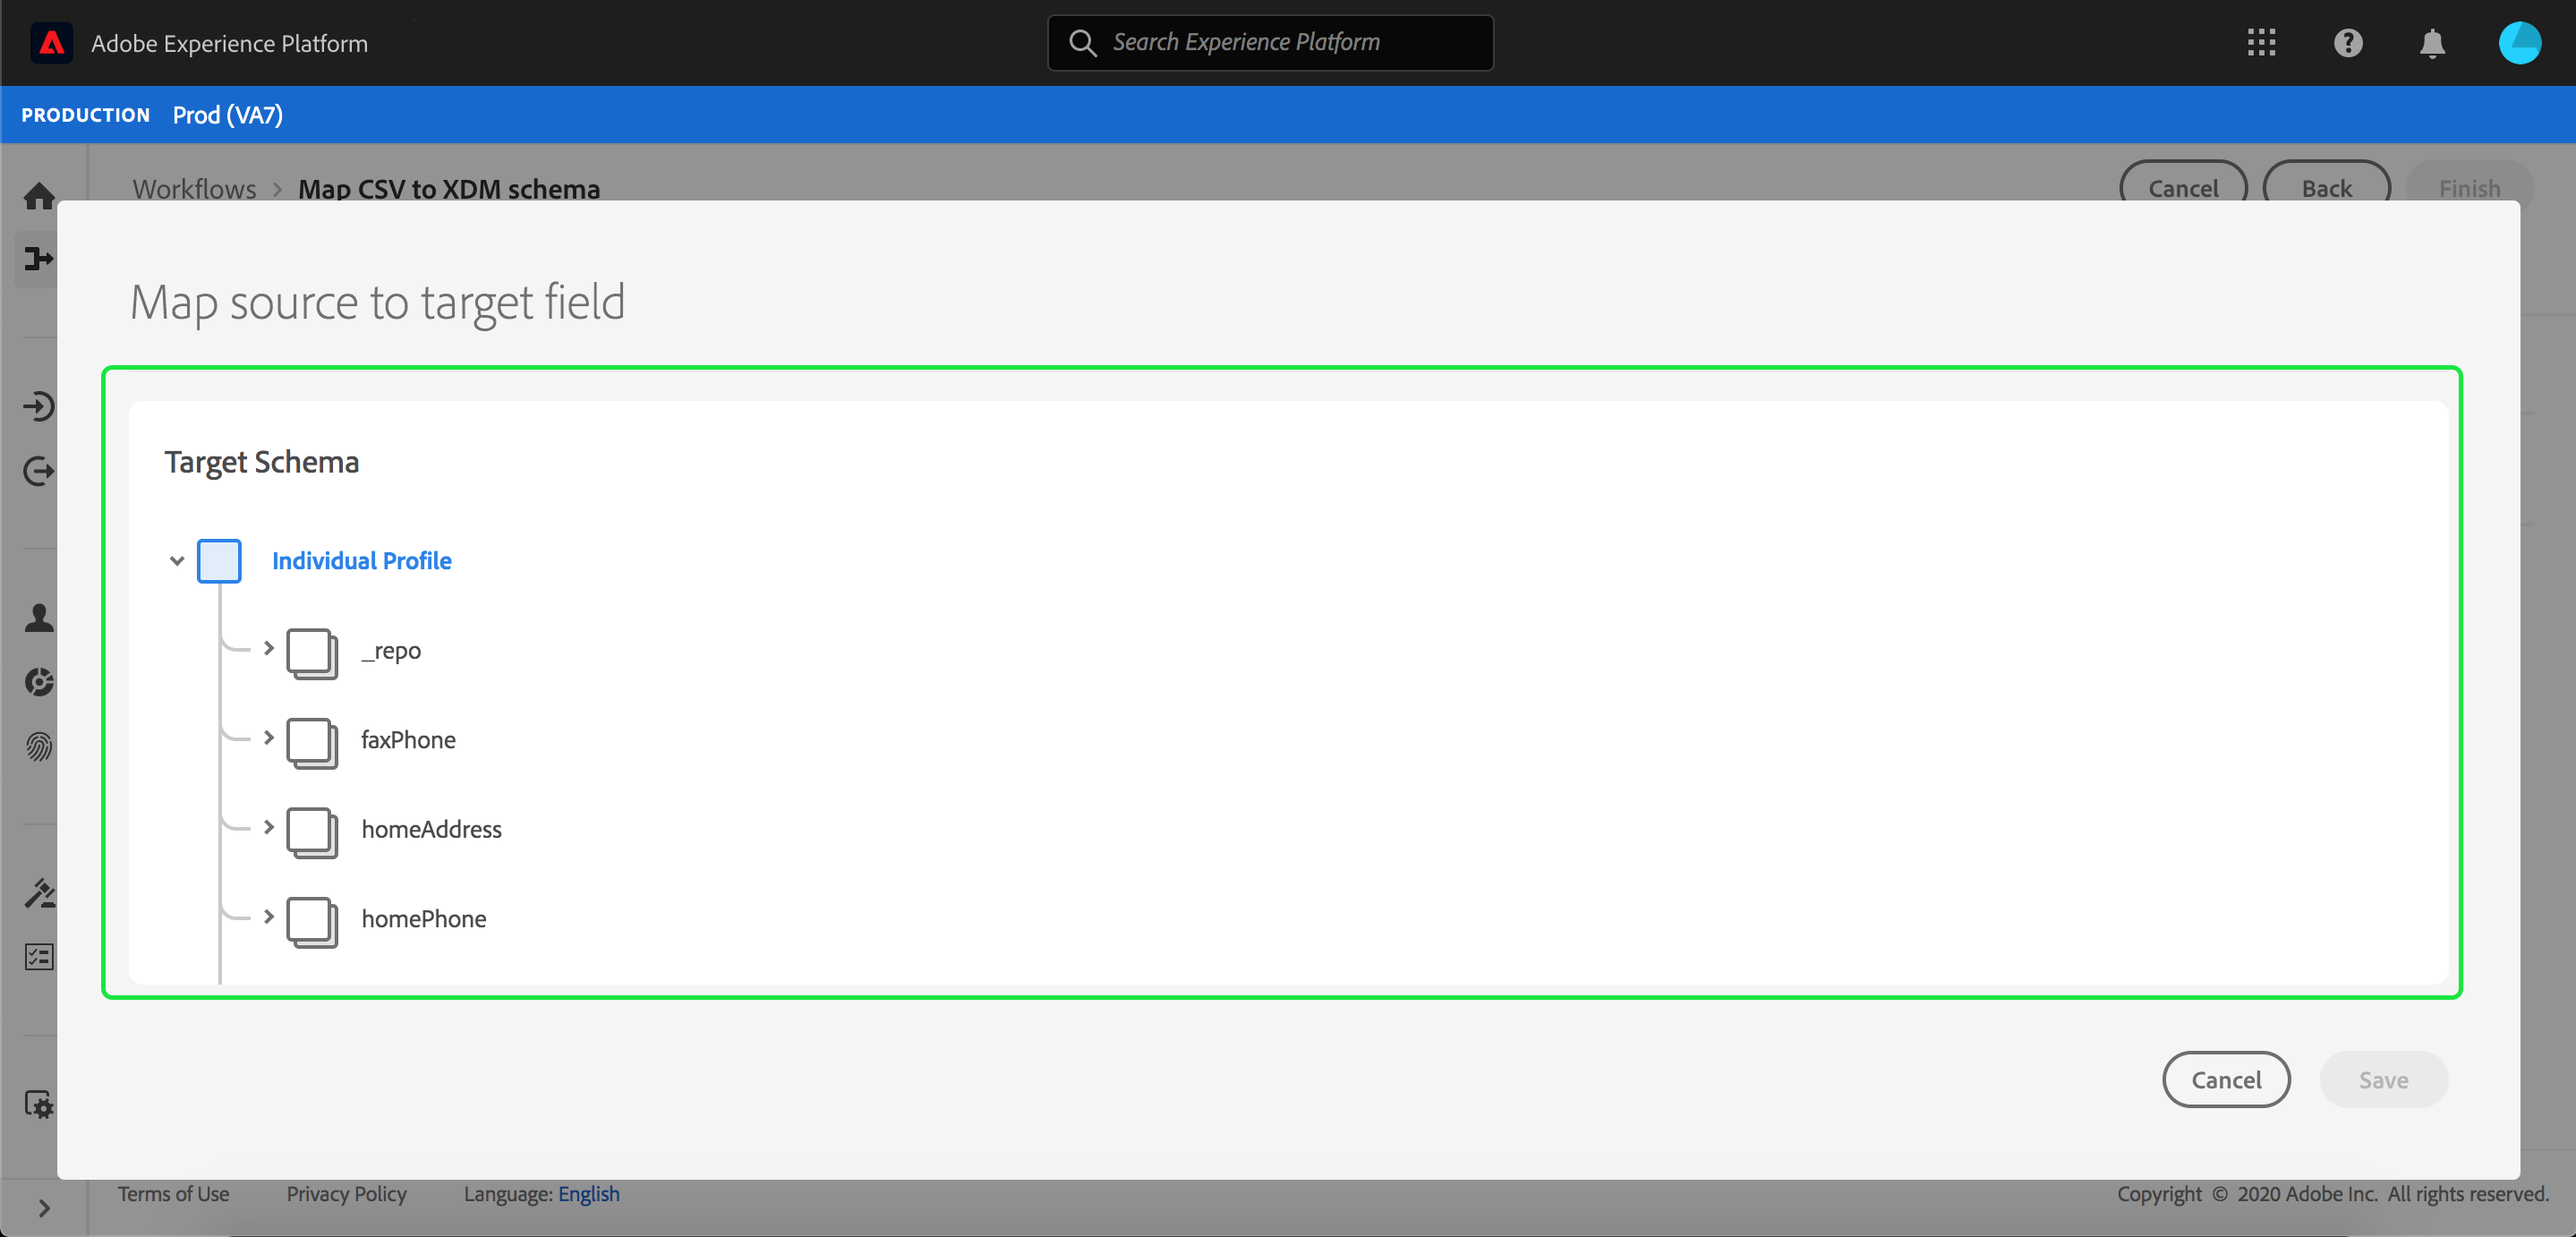 Adobe Experience Platform
Search Experience Platform
PRODUCTION Prod (VA7)
Workflows > Map CSV to XDM schema
Cancel
Back
Finish
Map source to target field
Target Schema
Individual Profile
_repo
faxPhone
homeAddress
homePhone
Cancel
Save
Terms of Use
Privacy Policy
Language: English
Copyright © 2020 Adobe Inc. All rights reserved.